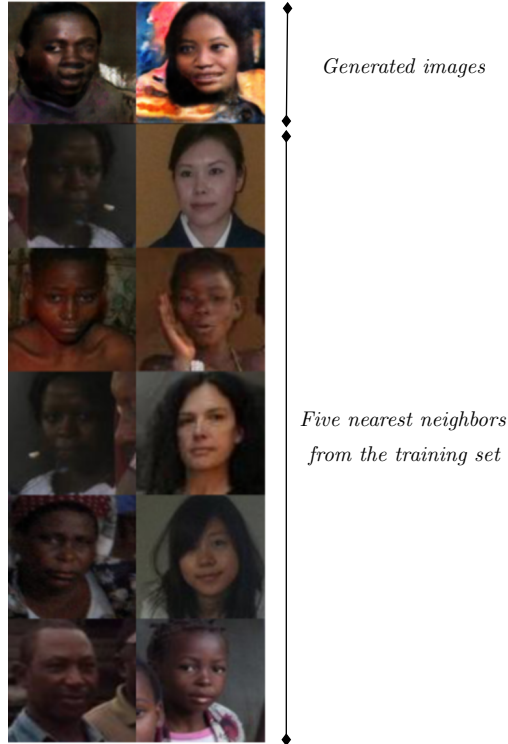 Generated images
Five nearest neighbors
from the training set